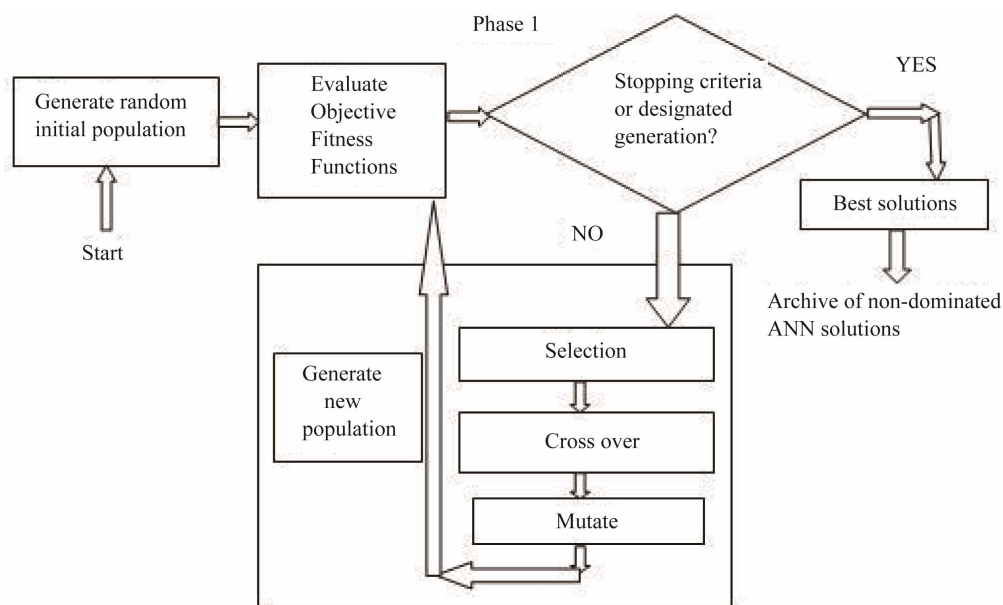 Phase 1
Generate random
initial population
Evaluate
Objective
Fitness
Functions
Stopping criteria
or designated
generation?
YES
Best solutions
Start
NO
Archive of non-dominated
ANN solutions
Selection
Generate
new
population
Cross over
Mutate